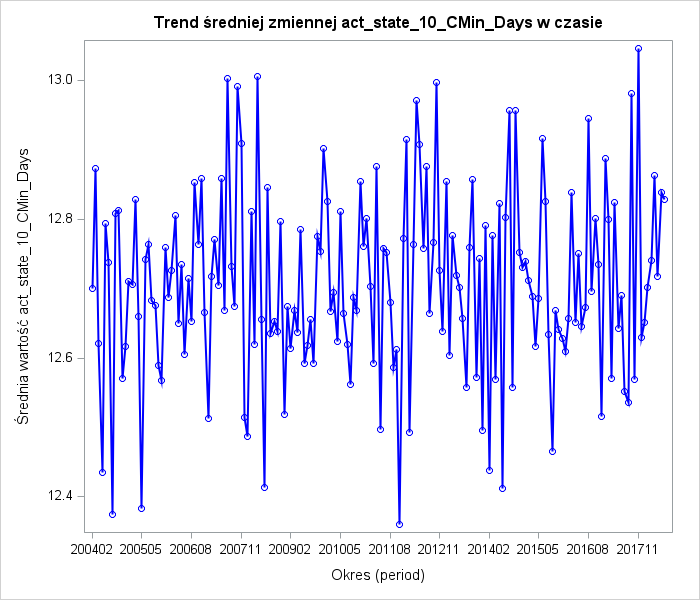 Trend średniej zmiennej act_state_10_CMin_Days w czasie
Średnia wartość act_state_10_CMin_Days
13.0
12.8
12.6
12.4
200402 200505 200608 200711 200902 201005 201108 201211 201402 201505 201608 201711
Okres (period)